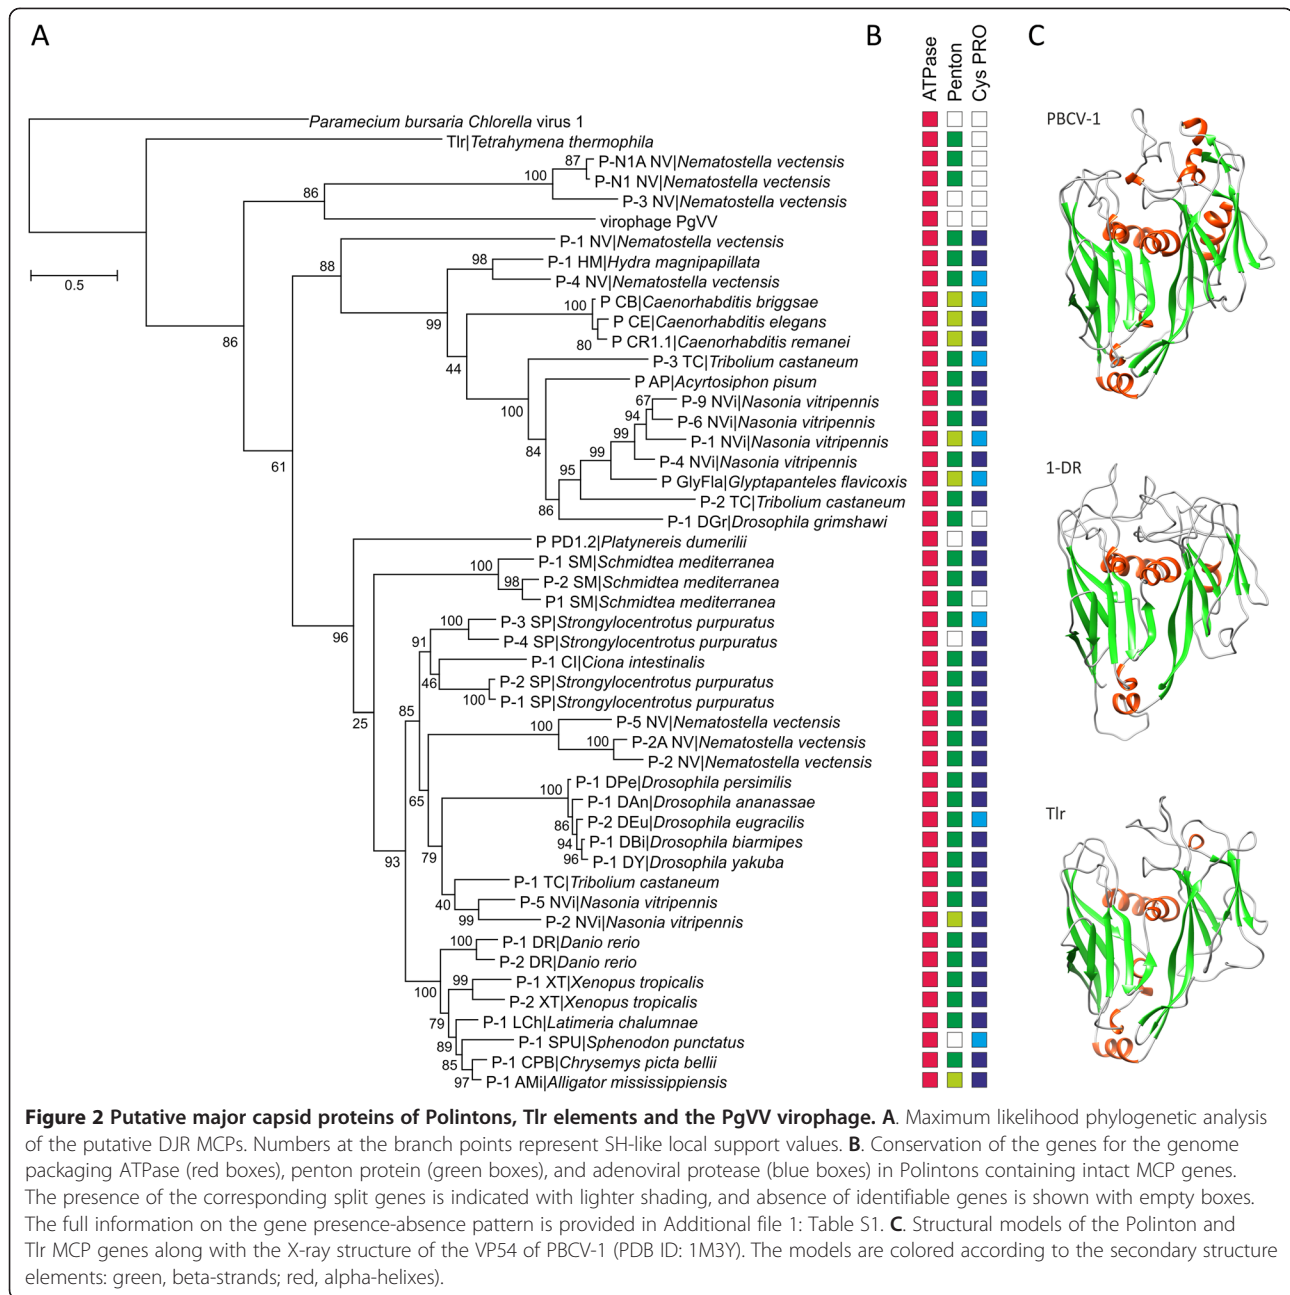 A
B
C
ATPase
Penton
Cys PRO
Paramecium bursaria Chlorella virus 1
Tlr|Tetrahymena thermophila
87
P-N1A NV|Nematostella vectensis
100
P-N1 NV|Nematostella vectensis
86
P-3 NV|Nematostella vectensis
virophage PgVV
P-1 NV|Nematostella vectensis
88
98
P-1 HM|Hydra magnipapillata
P-4 NV|Nematostella vectensis
0.5
100
P CB|Caenorhabditis briggsae
99
P CE|Caenorhabditis elegans
86
80
P CR1.1|Caenorhabditis remanei
44
P-3 TC|Tribolium castaneum
P AP|Acyrtosiphon pisum
100
67
P-9 NVi|Nasonia vitripennis
94
P-6 NVi|Nasonia vitripennis
99
P-1 NVi|Nasonia vitripennis
84
99
P-4 NVi|Nasonia vitripennis
61
95
P GlyFla|Glyptapanteles flavicoxis
P-2 TC|Tribolium castaneum
86
P-1 DGr|Drosophila grimshawi
P PD1.2|Platynereis dumerilii
100
P-1 SM|Schmidtea mediterranea
98
P-2 SM|Schmidtea mediterranea
P1 SM|Schmidtea mediterranea
96
100
P-3 SP|Strongylocentrotus purpuratus
91
P-4 SP|Strongylocentrotus purpuratus
P-1 CI|Ciona intestinalis
46
P-2 SP|Strongylocentrotus purpuratus
100
P-1 SP|Strongylocentrotus purpuratus
25
85
100
P-5 NV|Nematostella vectensis
100
P-2A NV|Nematostella vectensis
P-2 NV|Nematostella vectensis
65
100
P-1 DPe|Drosophila persimilis
P-1 DAn|Drosophila ananassae
86
P-2 DEu|Drosophila eugracilis
94
P-1 DBi|Drosophila biarmipes
93
79
96
P-1 DY|Drosophila yakuba
P-1 TC|Tribolium castaneum
40
P-5 NVi|Nasonia vitripennis
99
P-2 NVi|Nasonia vitripennis
100
P-1 DR|Danio rerio
P-2 DR|Danio rerio
99
P-1 XT|Xenopus tropicalis
100
P-2 XT|Xenopus tropicalis
79
P-1 LCh|Latimeria chalumnae
89
P-1 SPU|Sphenodon punctatus
85
P-1 CPB|Chrysemys picta bellii
97
P-1 AMi|Alligator mississippiensis
PBCV-1
1-DR
Tlr
Figure 2 Putative major capsid proteins of Polintons, Tlr elements and the PgVV virophage. A. Maximum likelihood phylogenetic analysis
of the putative DJR MCPs. Numbers at the branch points represent SH-like local support values. B. Conservation of the genes for the genome
packaging ATPase (red boxes), penton protein (green boxes), and adenoviral protease (blue boxes) in Polintons containing intact MCP genes.
The presence of the corresponding split genes is indicated with lighter shading, and absence of identifiable genes is shown with empty boxes.
The full information on the gene presence-absence pattern is provided in Additional file 1: Table S1. C. Structural models of the Polinton and
Tlr MCP genes along with the X-ray structure of the VP54 of PBCV-1 (PDB ID: 1M3Y). The models are colored according to the secondary structure
elements: green, beta-strands; red, alpha-helixes).